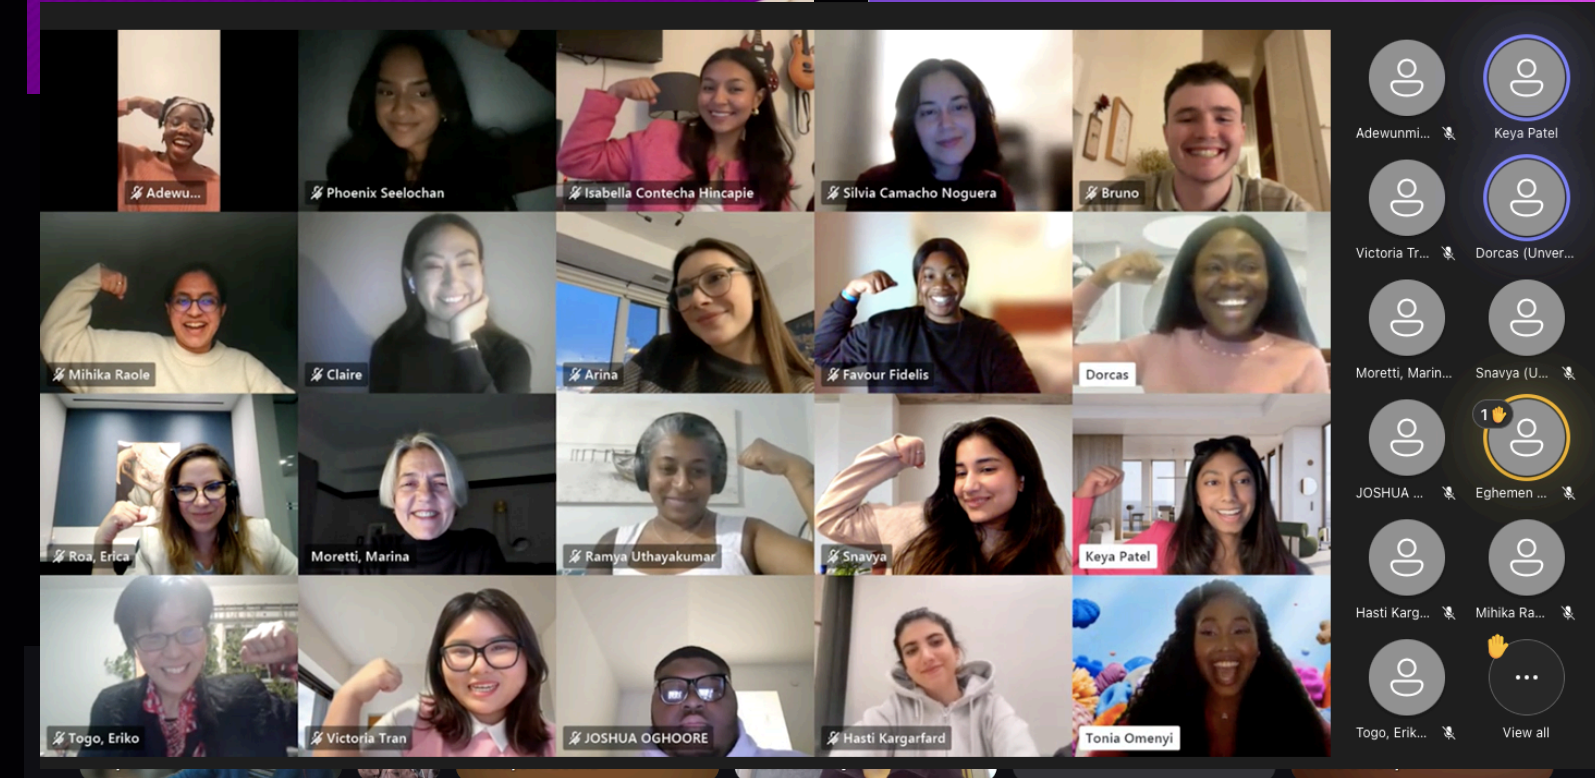 Adewu...
Phoenix Seelochan
Isabella Contecha Hincapie
Silvia Camacho Noguera
Bruno
Mihika Raole
Claire
Arina
Favour Fidelis
Dorcas
Roa, Erica
Moretti, Marina
Ramya Uthayakumar
Snavya
Keya Patel
Togo, Eriko
Victoria Tran
JOSHUA OGHOORE
Hasti Kargarfard
Tonia Omenyi
Adewunmi...
Keya Patel
Victoria Tr...
Dorcas (Unver...
Moretti, Marin...
Snavya (U...
1
JOSHUA ...
Eghemen ...
Hasti Karg...
Mihika Ra...
Togo, Erik...
View all